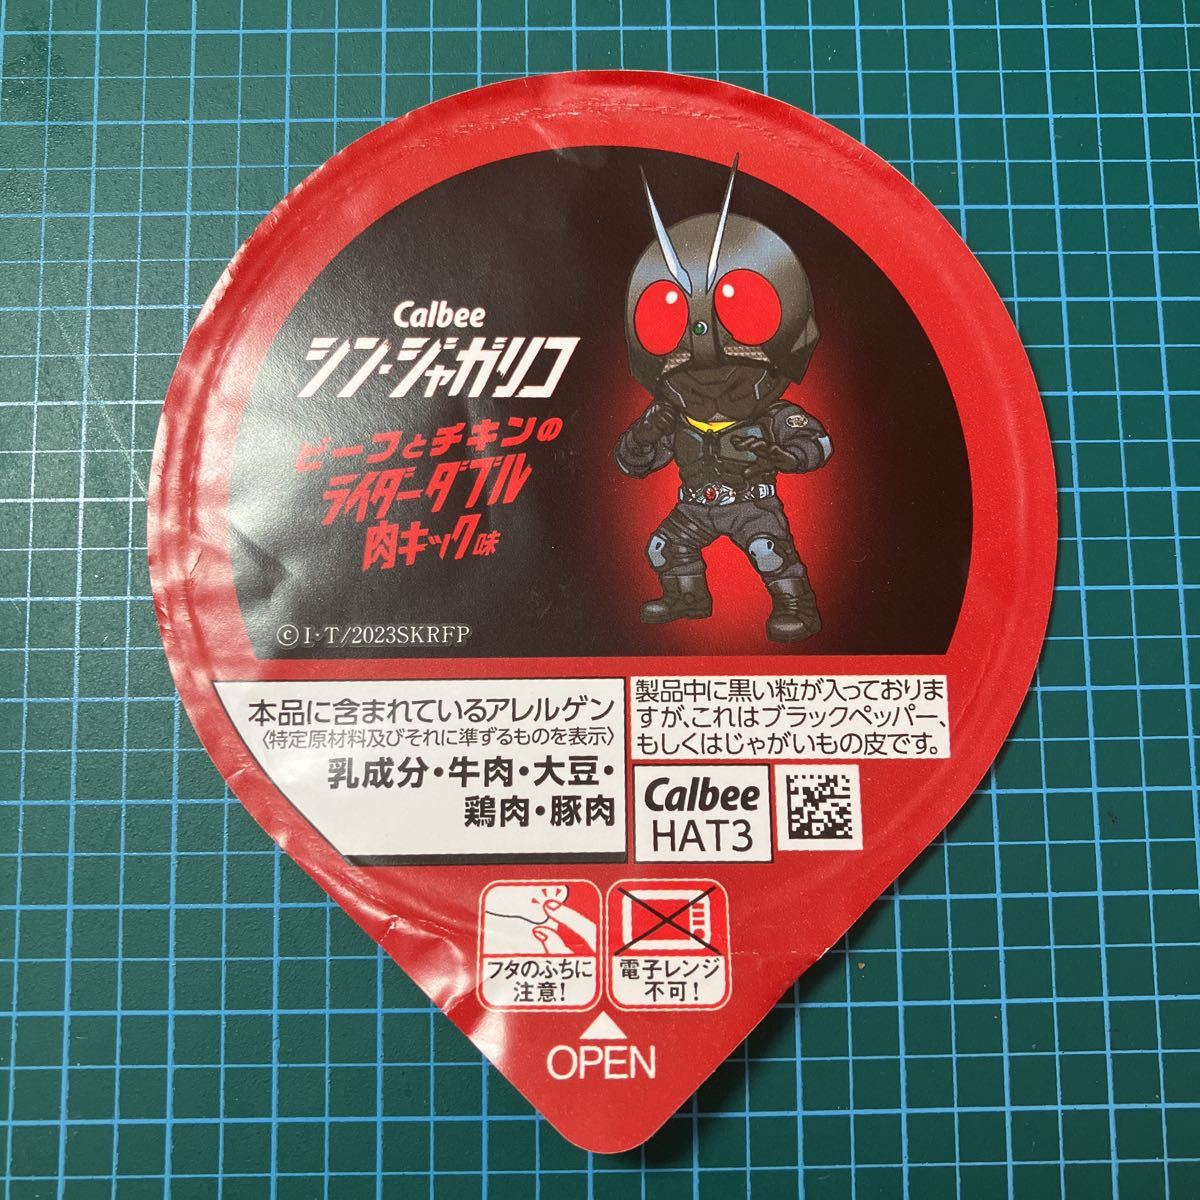 Calbee
シン・ジャガリコ
ビーフとチキンの
ライダーダブル
肉キック味
©I・T/2023SKRFP
本品に含まれているアレルゲン
〈特定原材料及びそれに準ずるものを表示〉
乳成分・牛肉・大豆・
鶏肉・豚肉
製品中に黒い粒が入っておりま
すが、これはブラックペッパー、
もしくはじゃがいもの皮です。
Calbee
HAT3
フタのふちに
注意!
電子レンジ
不可!
OPEN